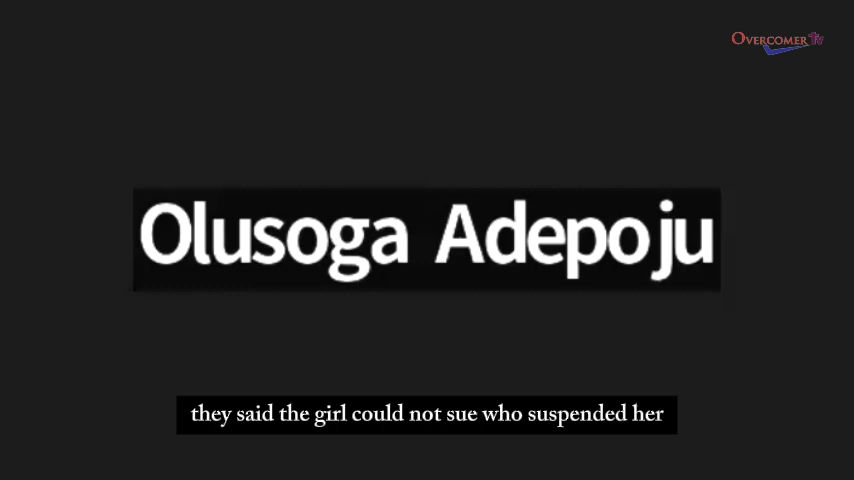 OVERCOMER TV
Olusoga Adepoju
they said the girl could not sue who suspended her